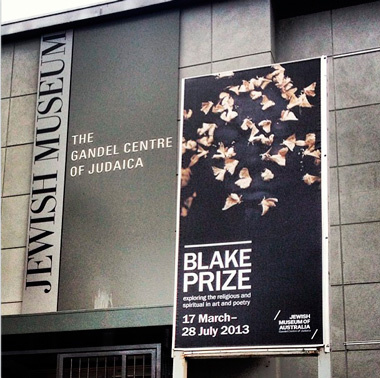 JEWISH MUSEUM
THE
GANDEL CENTRE
OF JUDAICA
BLAKE
PRIZE
exploring the religious and
spiritual in art and poetry
17 March–
28 July 2013
JEWISH
MUSEUM OF
AUSTRALIA